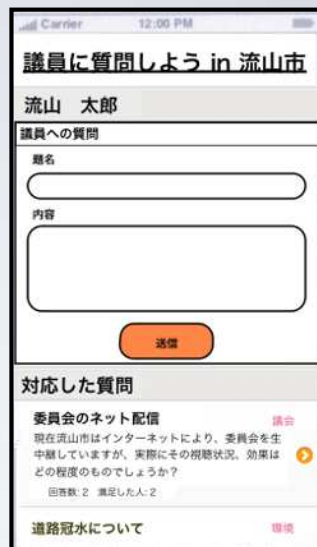 Carrier 12:00 PM
議員に質問しよう in 流山市
流山 太郎
議員への質問
題名
内容
送信
対応した質問
委員会のネット配信 議会
現在流山市はインターネットにより、委員会を生
中継していますが、実際にその視聴状況、効果は
どの程度のものでしょうか?
回答数: 2 満足した人: 2
道路冠水について 環境